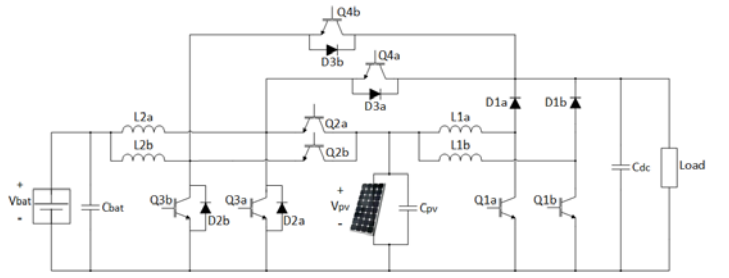 Q4b
D3b
Q4a
D3a
D1a
D1b
L2a
L2b
Q2a
Q2b
L1a
L1b
+
Vbat
-
Cbat
Q3b
D2b
Q3a
D2a
+
Vpv
-
Cpv
Q1a
Q1b
Cdc
Load